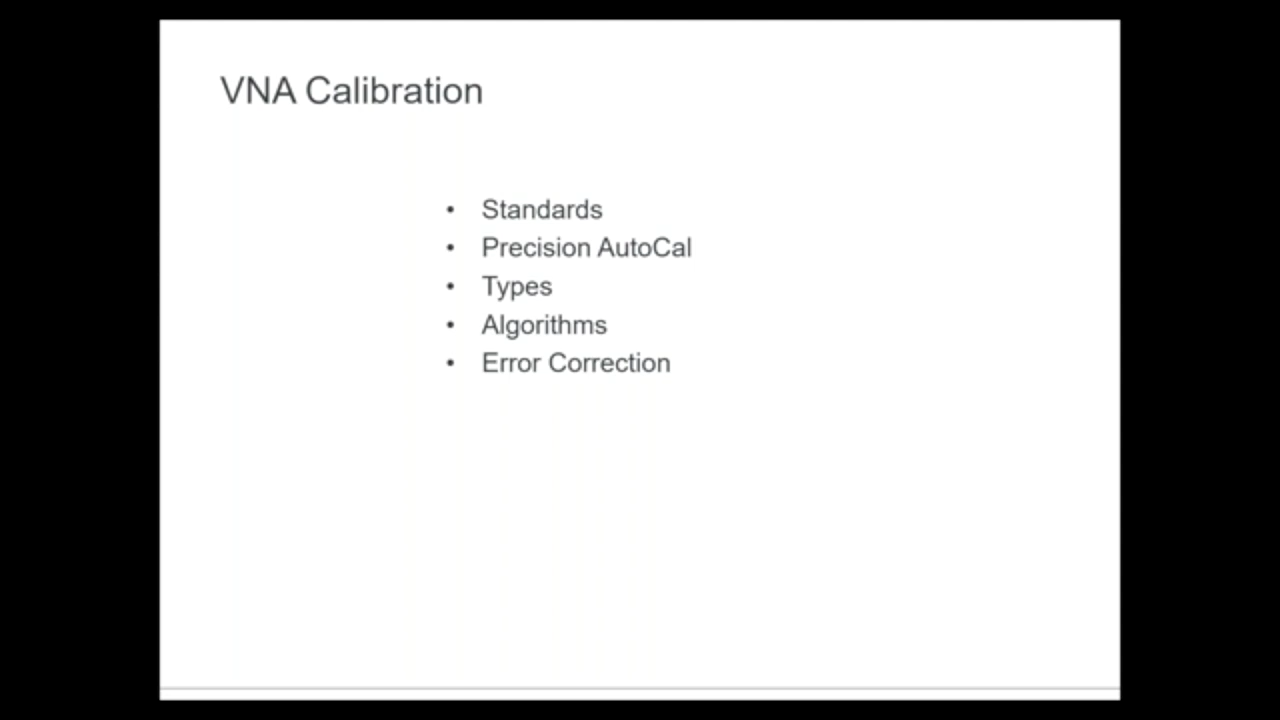 VNA Calibration
• Standards
• Precision AutoCal
• Types
• Algorithms
• Error Correction